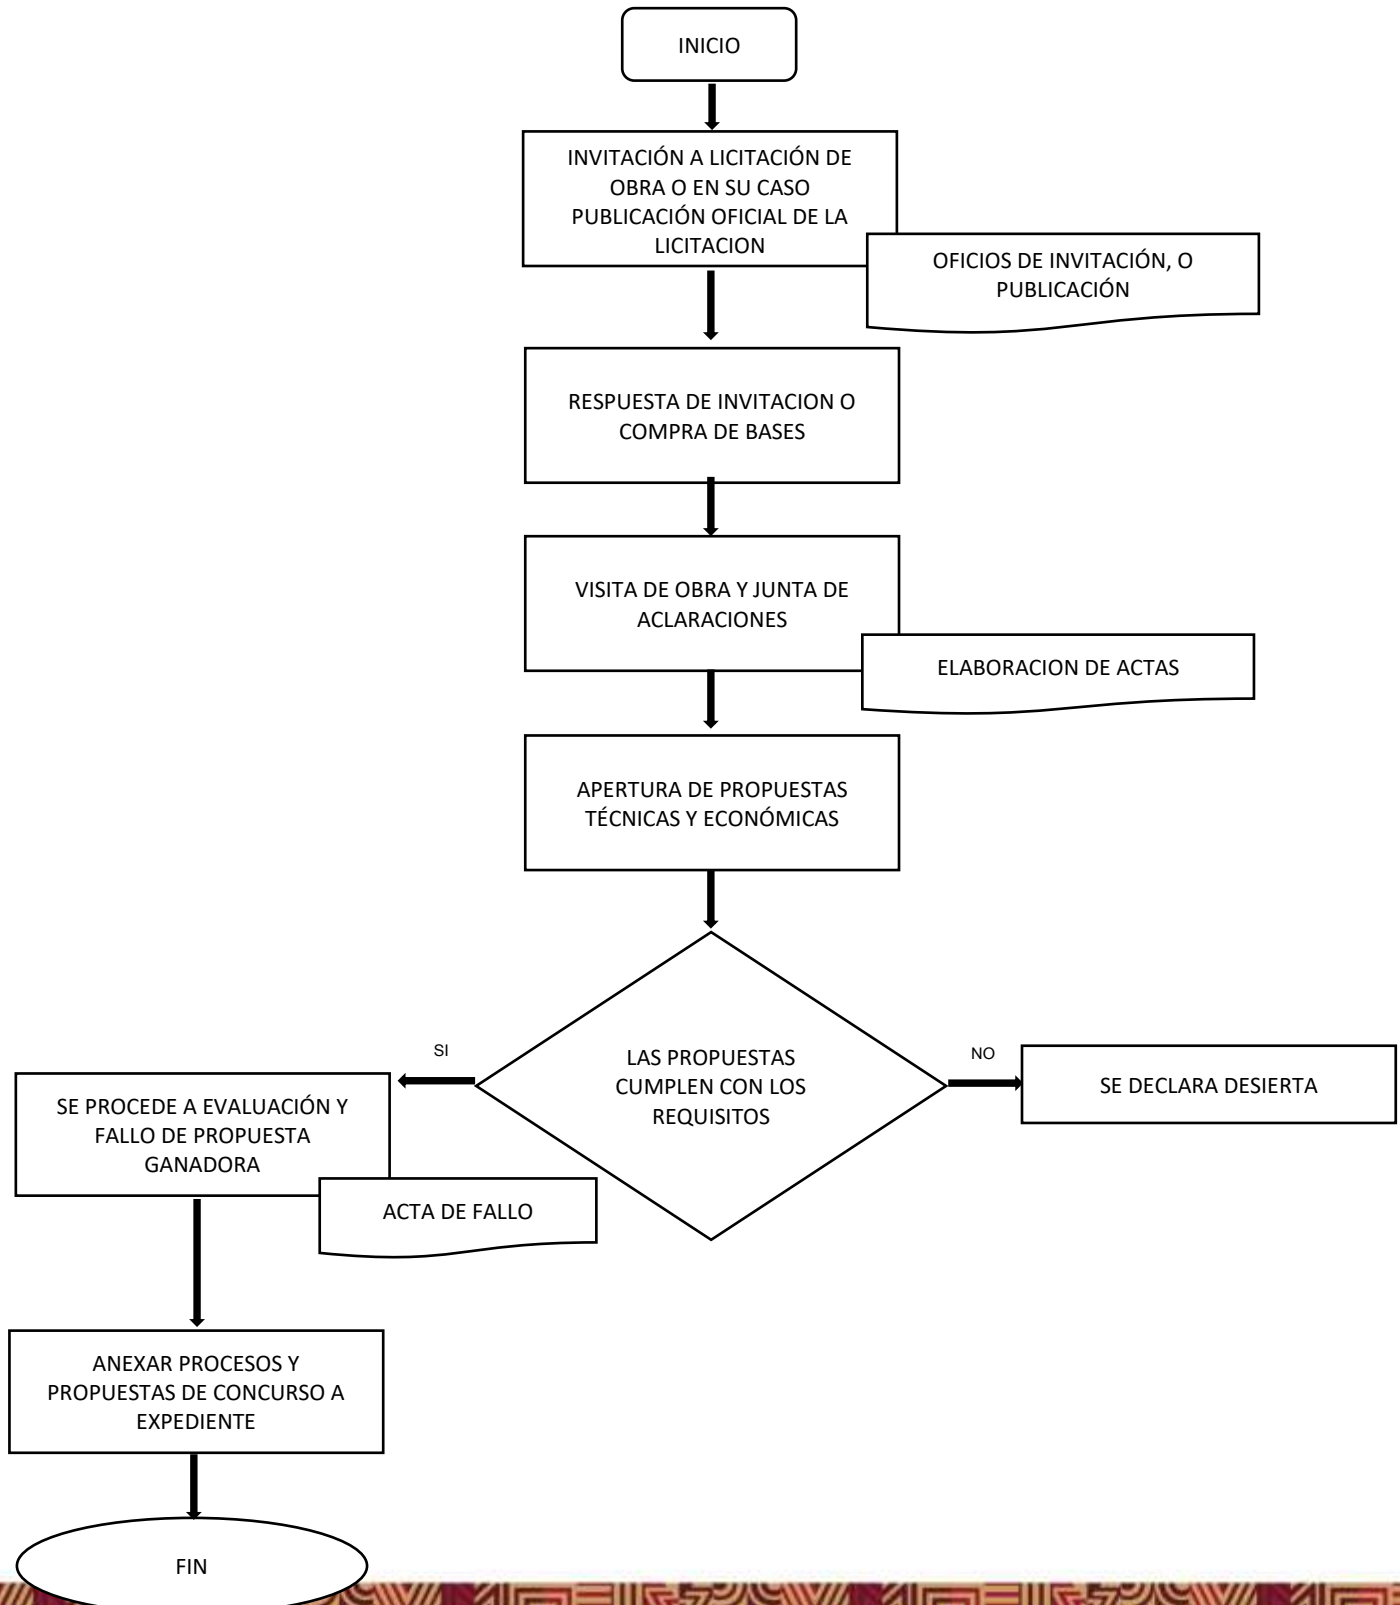 INICIO
INVITACIÓN A LICITACIÓN DE
OBRA O EN SU CASO
PUBLICACIÓN OFICIAL DE LA
LICITACION
OFICIOS DE INVITACIÓN, O
PUBLICACIÓN
RESPUESTA DE INVITACION O
COMPRA DE BASES
VISITA DE OBRA Y JUNTA DE
ACLARACIONES
ELABORACION DE ACTAS
APERTURA DE PROPUESTAS
TÉCNICAS Y ECONÓMICAS
LAS PROPUESTAS
CUMPLEN CON LOS
REQUISITOS
SI
NO
SE DECLARA DESIERTA
SE PROCEDE A EVALUACIÓN Y
FALLO DE PROPUESTA
GANADORA
ACTA DE FALLO
ANEXAR PROCESOS Y
PROPUESTAS DE CONCURSO A
EXPEDIENTE
FIN